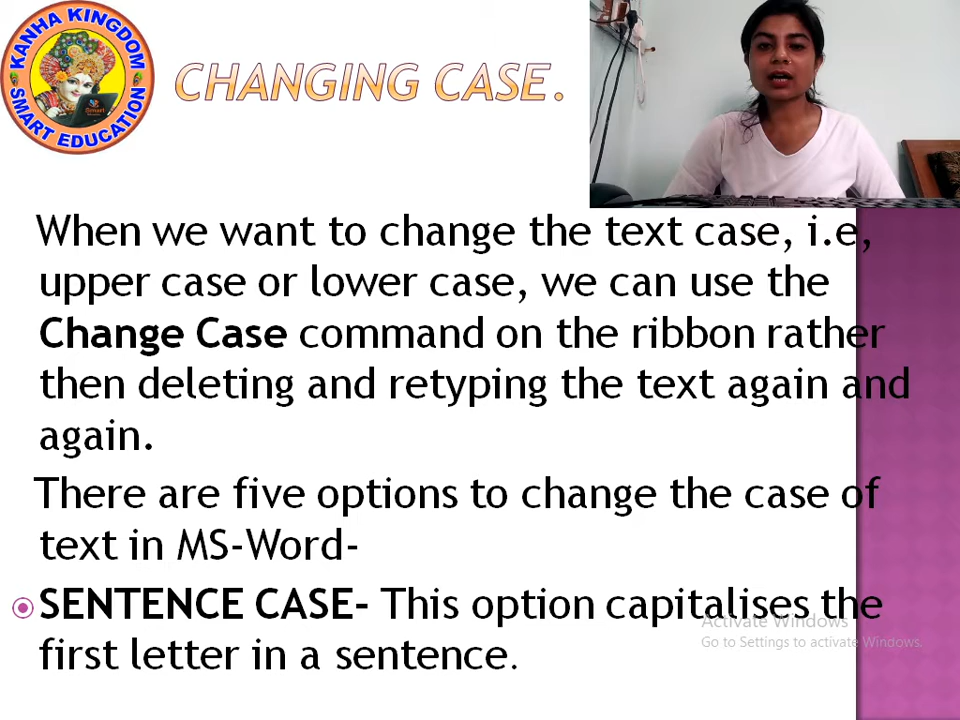 KANHA KINGDOM
SMART EDUCATION
CHANGING CASE.
When we want to change the text case, i.e,
upper case or lower case, we can use the
Change Case command on the ribbon rather
then deleting and retyping the text again and
again.
There are five options to change the case of
text in MS-Word-
SENTENCE CASE- This option capitalises the
first letter in a sentence.
Activate Windows
Go to Settings to activate Windows.